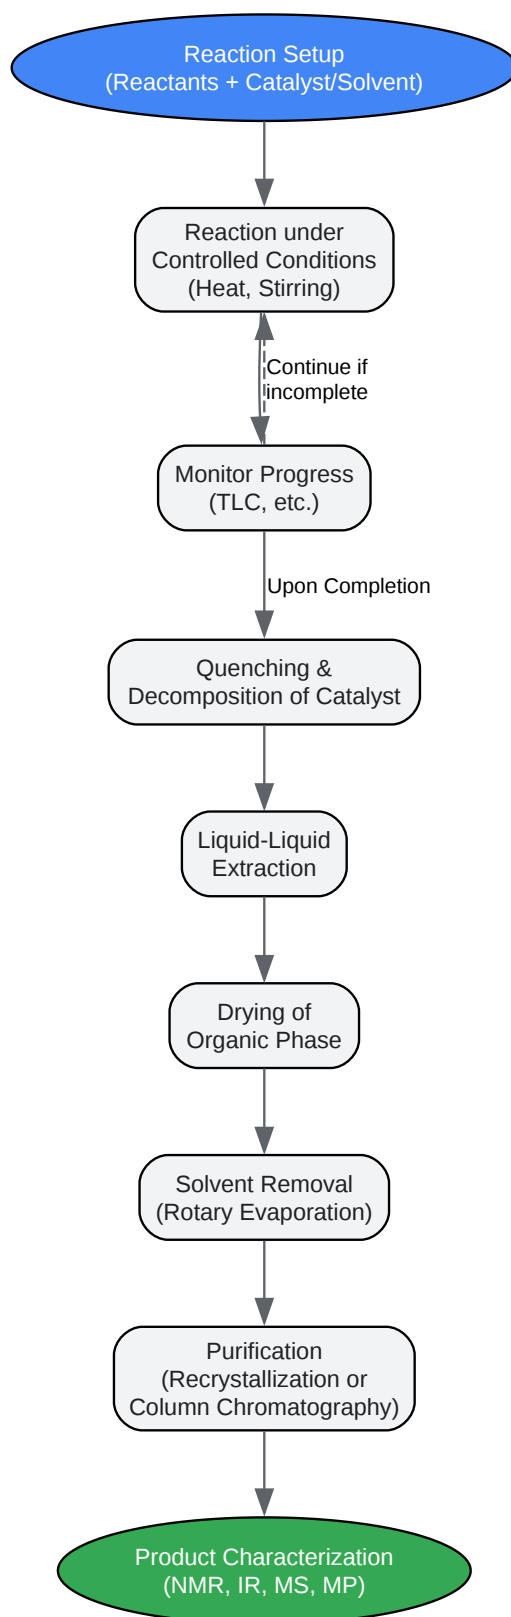 Reaction Setup
(Reactants + Catalyst/Solvent)
Reaction under
Controlled Conditions
(Heat, Stirring)
Continue if
incomplete
Monitor Progress
(TLC, etc.)
Upon Completion
Quenching &
Decomposition of Catalyst
Liquid-Liquid
Extraction
Drying of
Organic Phase
Solvent Removal
(Rotary Evaporation)
Purification
(Recrystallization or
Column Chromatography)
Product Characterization
(NMR, IR, MS, MP)